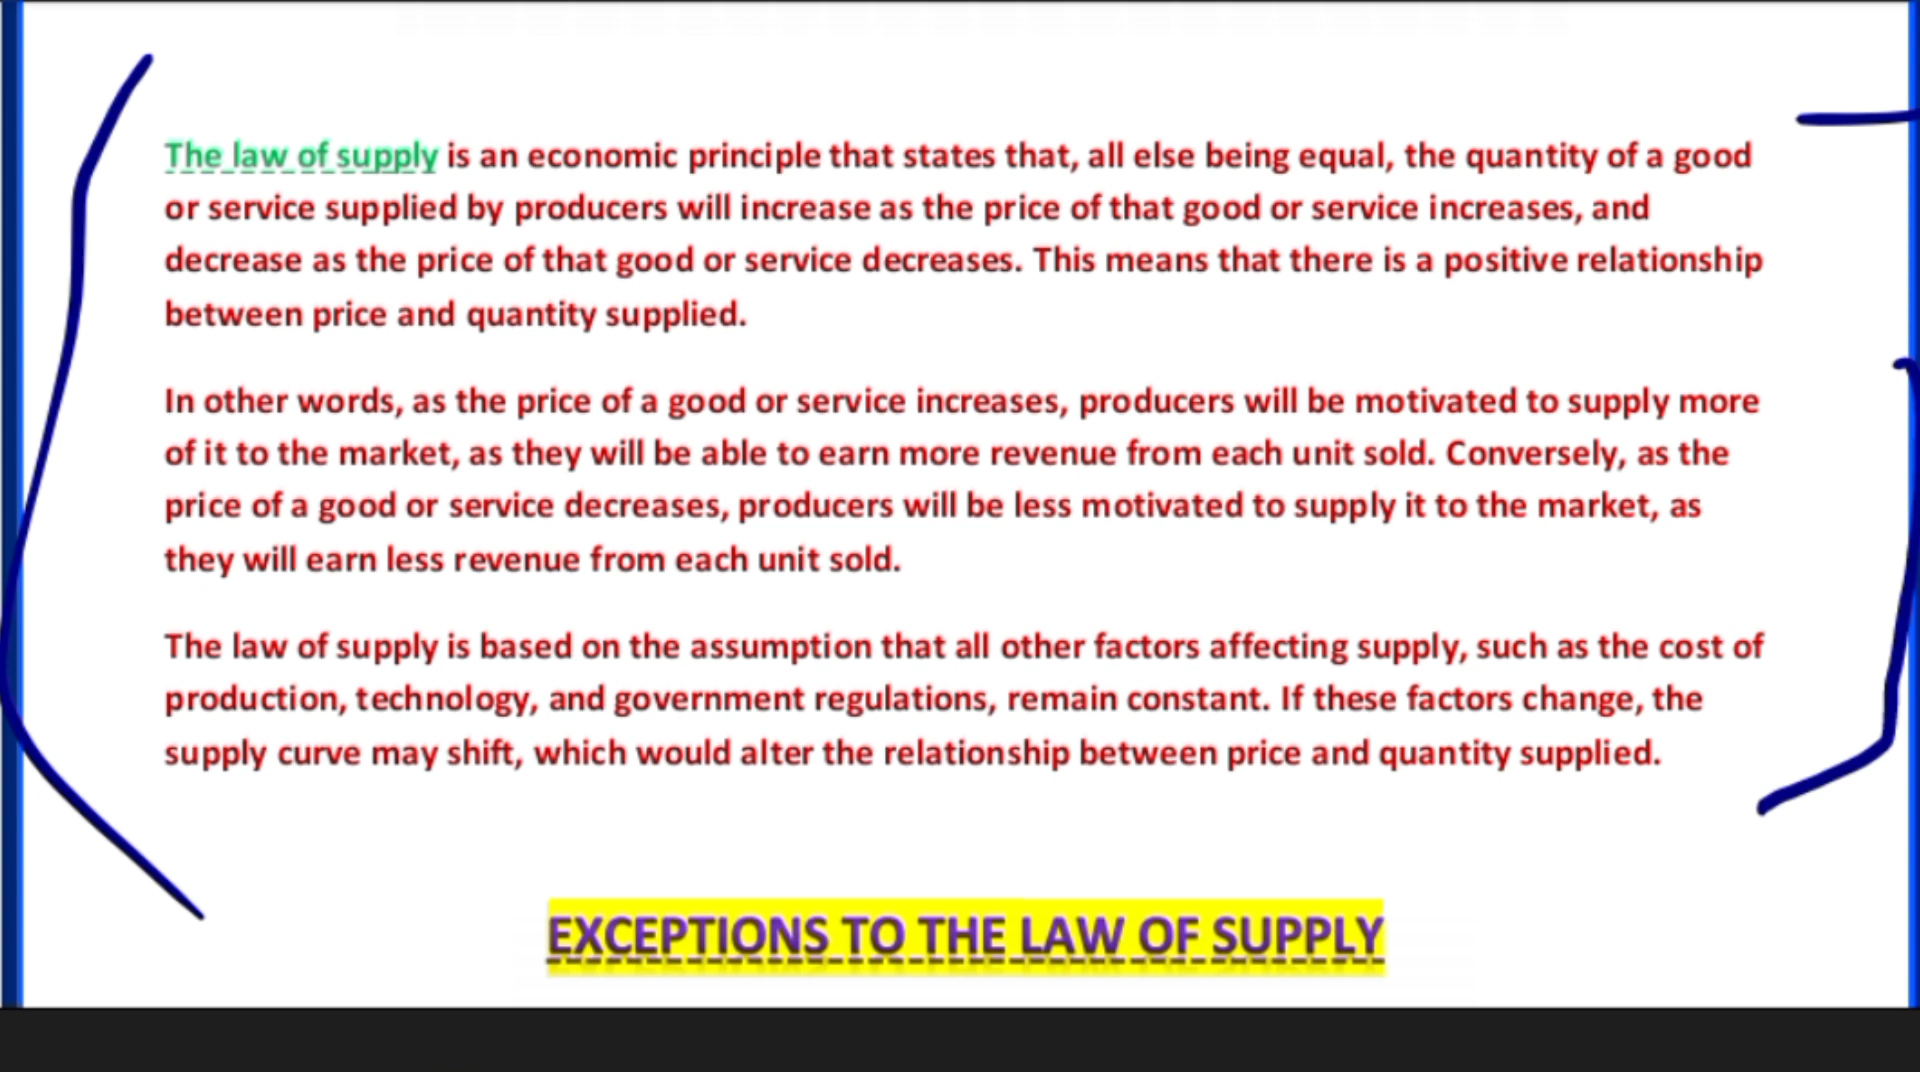 The law of supply is an economic principle that states that, all else being equal, the quantity of a good
or service supplied by producers will increase as the price of that good or service increases, and
decrease as the price of that good or service decreases. This means that there is a positive relationship
between price and quantity supplied.
In other words, as the price of a good or service increases, producers will be motivated to supply more
of it to the market, as they will be able to earn more revenue from each unit sold. Conversely, as the
price of a good or service decreases, producers will be less motivated to supply it to the market, as
they will earn less revenue from each unit sold.
The law of supply is based on the assumption that all other factors affecting supply, such as the cost of
production, technology, and government regulations, remain constant. If these factors change, the
supply curve may shift, which would alter the relationship between price and quantity supplied.
EXCEPTIONS TO THE LAW OF SUPPLY